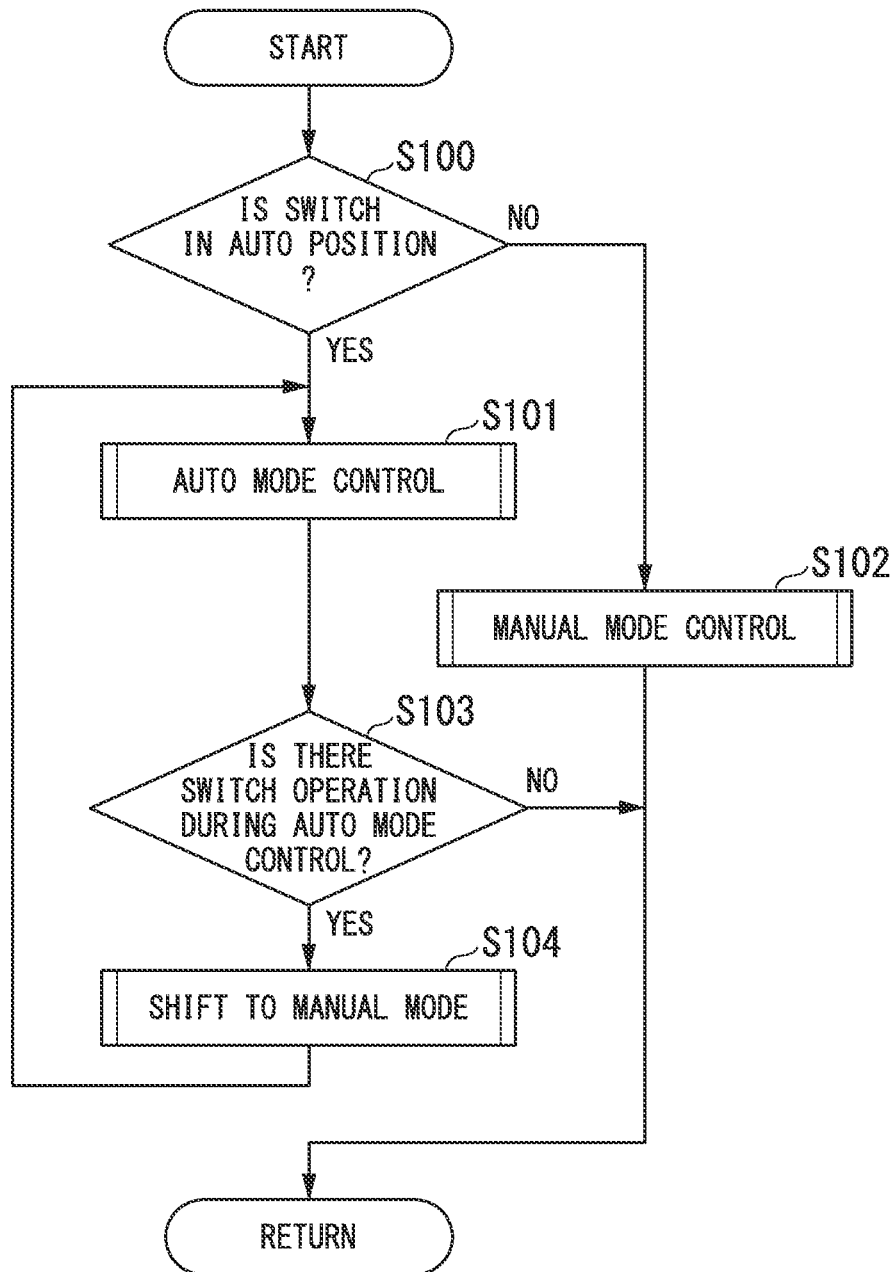 START
S100
IS SWITCH
IN AUTO POSITION
?
NO
YES
S101
AUTO MODE CONTROL
S102
MANUAL MODE CONTROL
S103
IS THERE
SWITCH OPERATION
DURING AUTO MODE
CONTROL?
NO
YES
S104
SHIFT TO MANUAL MODE
RETURN